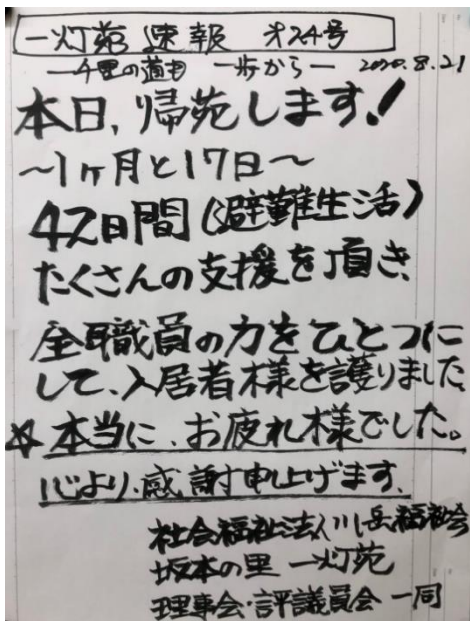 一灯苑 速報 オ24号
―千里の道も 一歩から― 2020.8.21
本日、帰苑します!
~1ヶ月と17日~
47日間(避難生活)
たくさんの支援を頂き、
全職員の力をひとつに
して、入居者様を護りました
☆本当に、お疲れ様でした。
心より、感謝申上げます、
社会福祉法人川岳福祉会
坂本の里 一灯苑
理事会・評議員会 一同